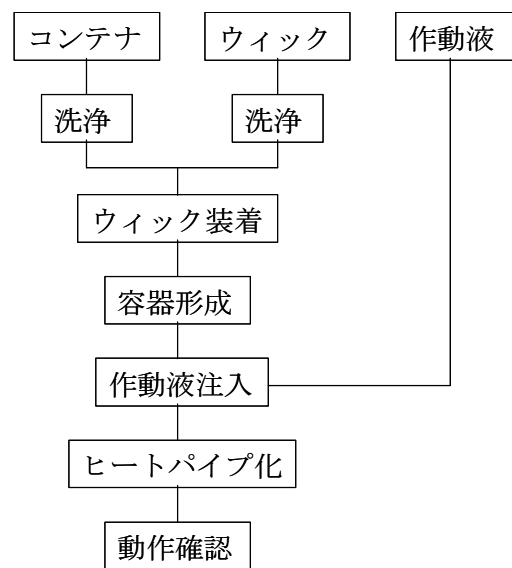 コンテナ
ウィック
作動液
洗浄
洗浄
ウィック装着
容器形成
作動液注入
ヒートパイプ化
動作確認